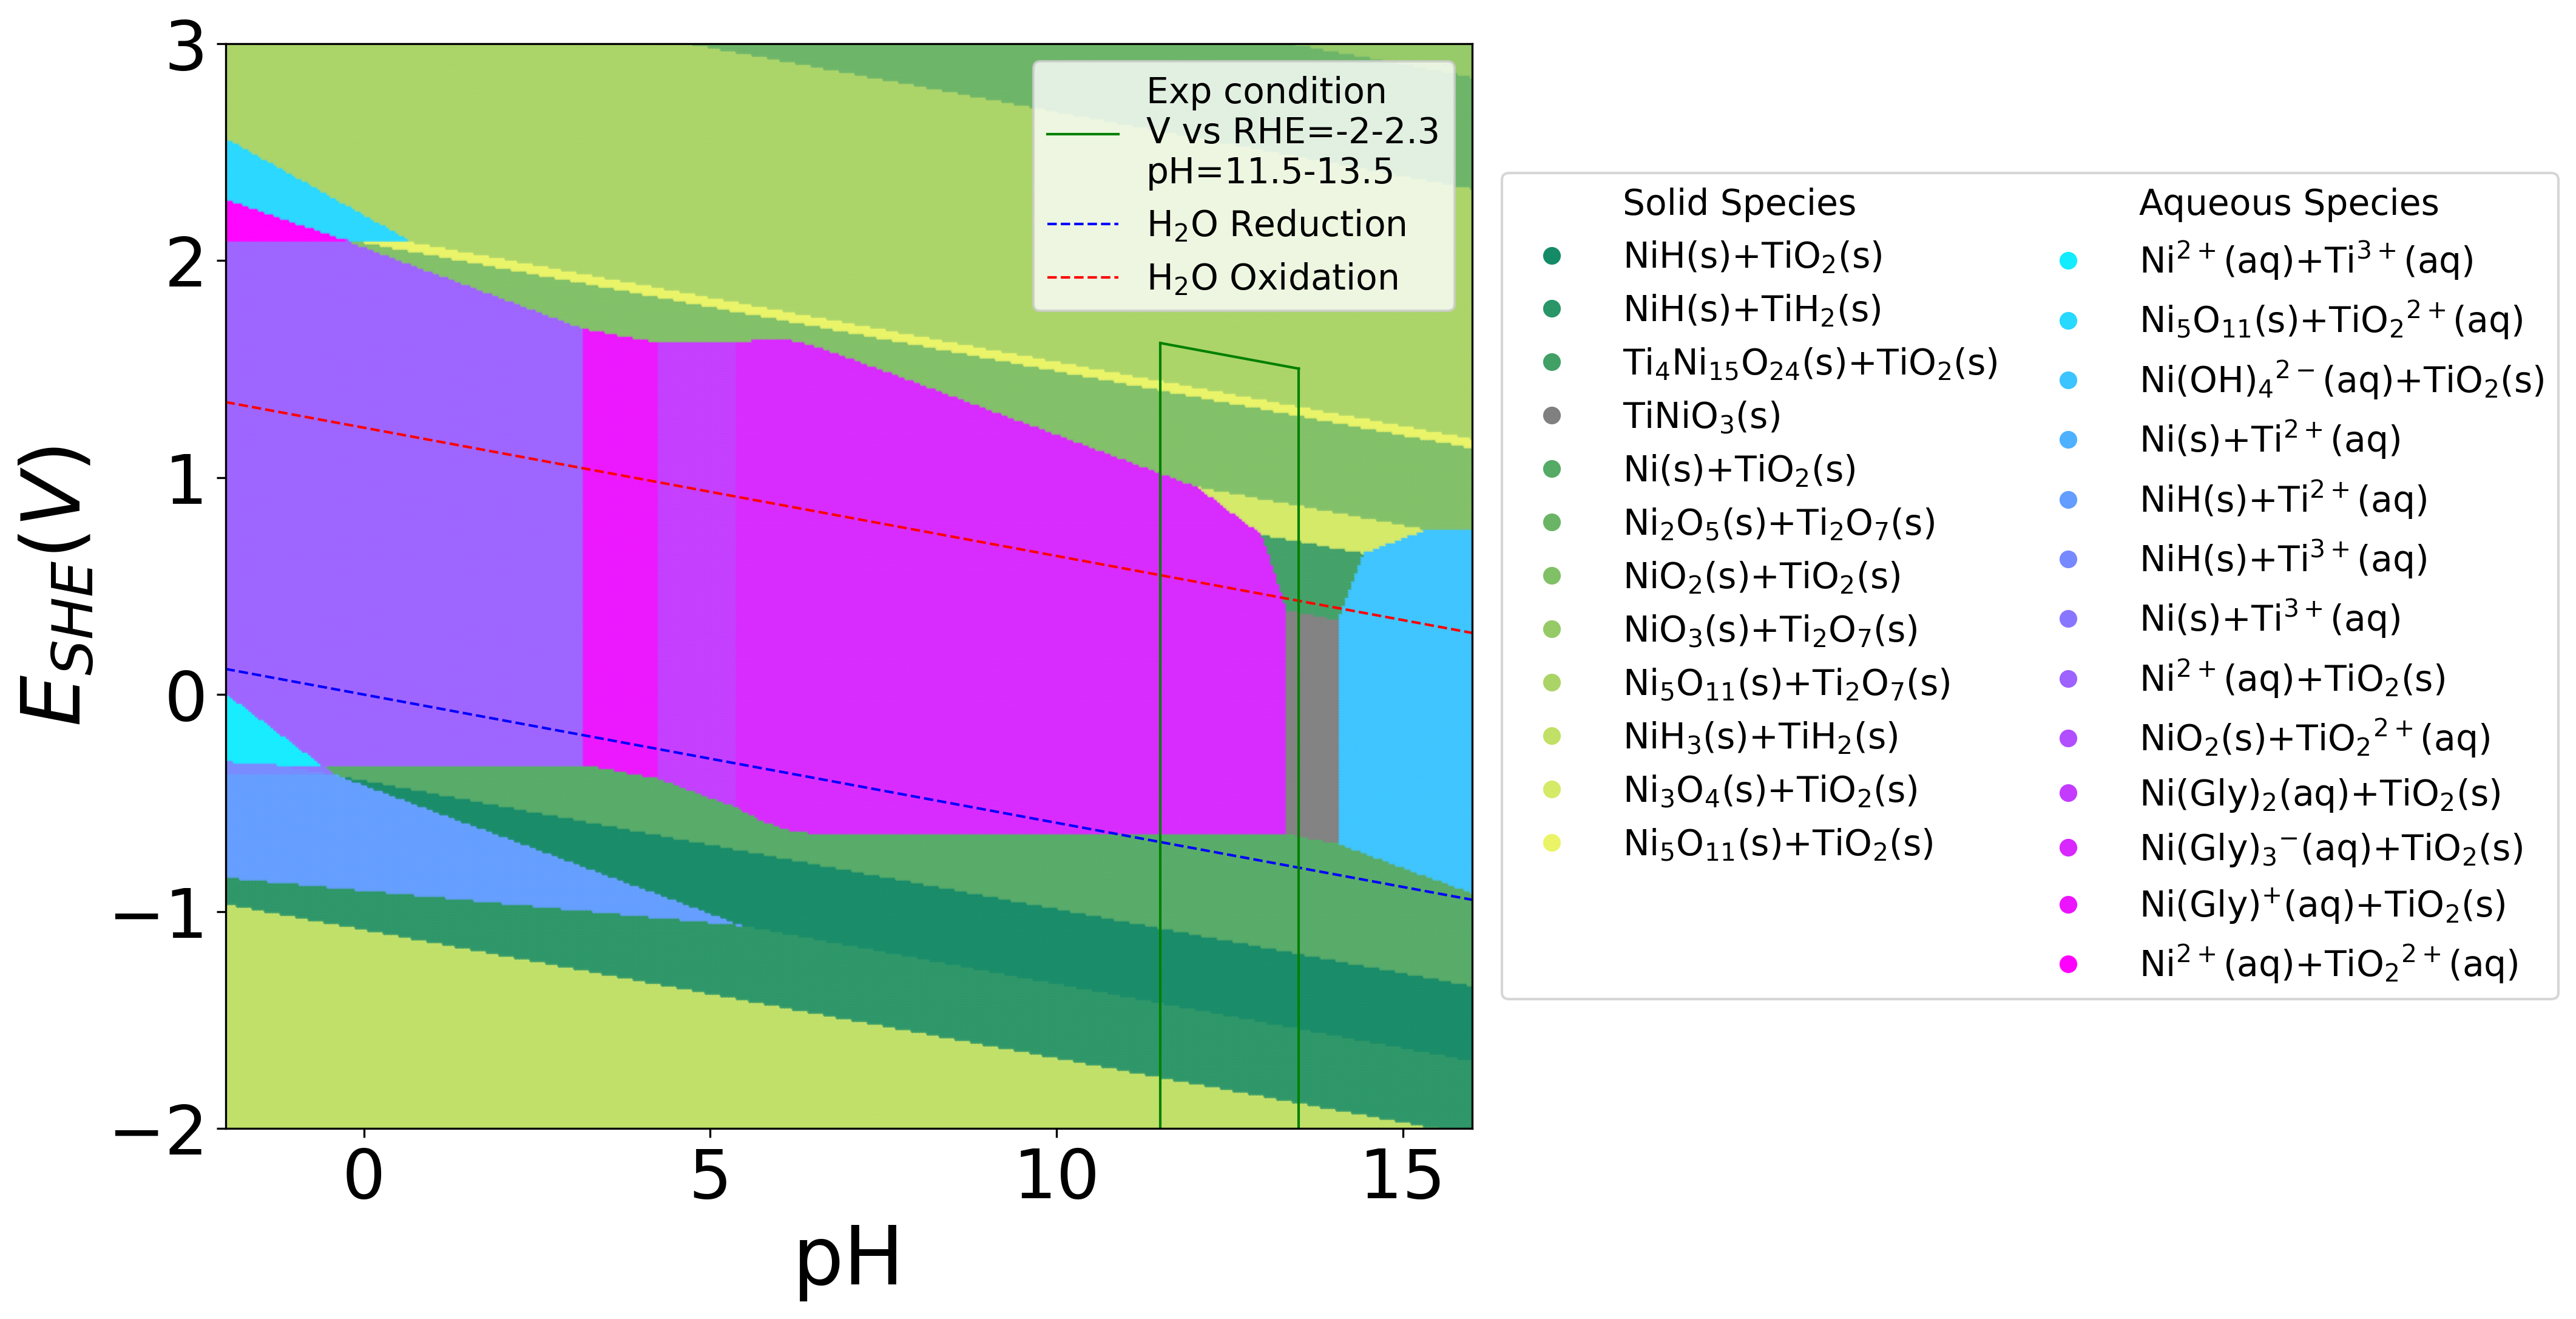 3
2
1
0
−1
−2
E_SHE(V)
0
5
10
15
pH
Exp condition
V vs RHE=-2-2.3
pH=11.5-13.5
H₂O Reduction
H₂O Oxidation
Solid Species
NiH(s)+TiO₂(s)
NiH(s)+TiH₂(s)
Ti₄Ni₁₅O₂₄(s)+TiO₂(s)
TiNiO₃(s)
Ni(s)+TiO₂(s)
Ni₂O₅(s)+Ti₂O₇(s)
NiO₂(s)+TiO₂(s)
NiO₃(s)+Ti₂O₇(s)
Ni₅O₁₁(s)+Ti₂O₇(s)
NiH₃(s)+TiH₂(s)
Ni₃O₄(s)+TiO₂(s)
Ni₅O₁₁(s)+TiO₂(s)
Aqueous Species
Ni²⁺(aq)+Ti³⁺(aq)
Ni₅O₁₁(s)+TiO₂²⁺(aq)
Ni(OH)₄²⁻(aq)+TiO₂(s)
Ni(s)+Ti²⁺(aq)
NiH(s)+Ti²⁺(aq)
NiH(s)+Ti³⁺(aq)
Ni(s)+Ti³⁺(aq)
Ni²⁺(aq)+TiO₂(s)
NiO₂(s)+TiO₂²⁺(aq)
Ni(Gly)₂(aq)+TiO₂(s)
Ni(Gly)₃⁻(aq)+TiO₂(s)
Ni(Gly)⁺(aq)+TiO₂(s)
Ni²⁺(aq)+TiO₂²⁺(aq)